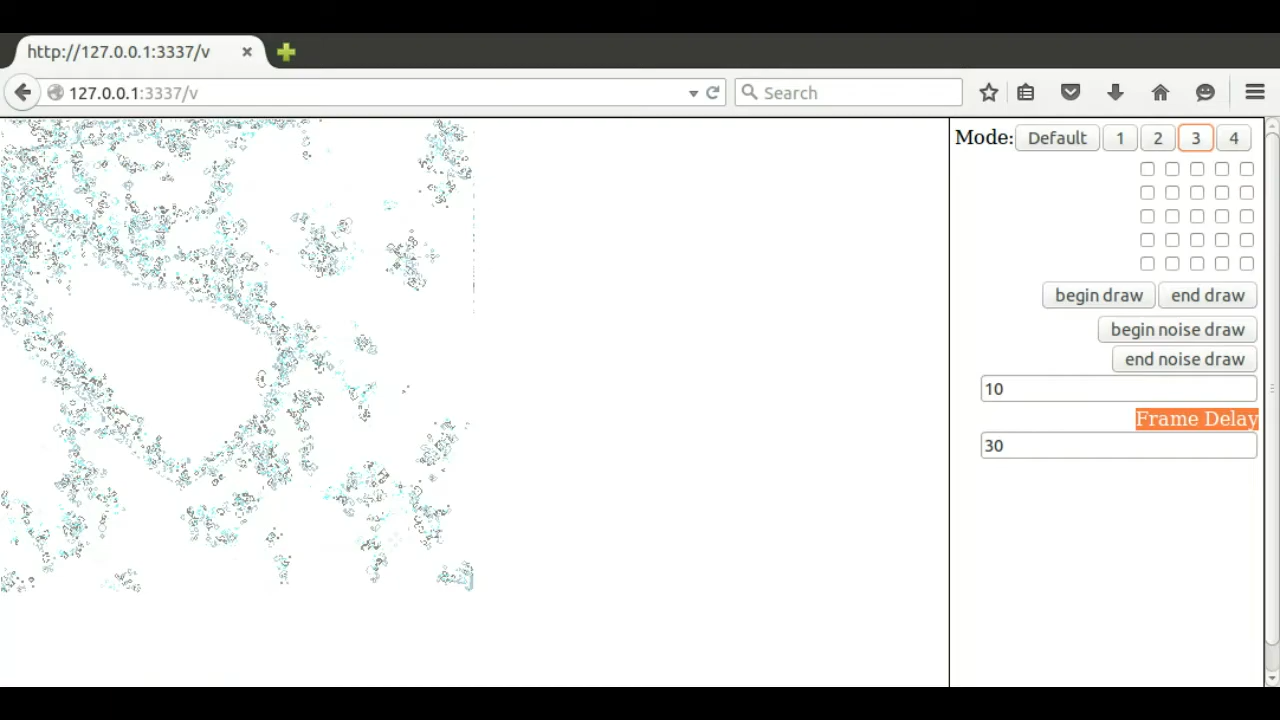 http://127.0.0.1:3337/v
127.0.0.1:3337/v
Search
Mode: Default 1 2 3 4
begin draw end draw
begin noise draw
end noise draw
10
Frame Delay
30